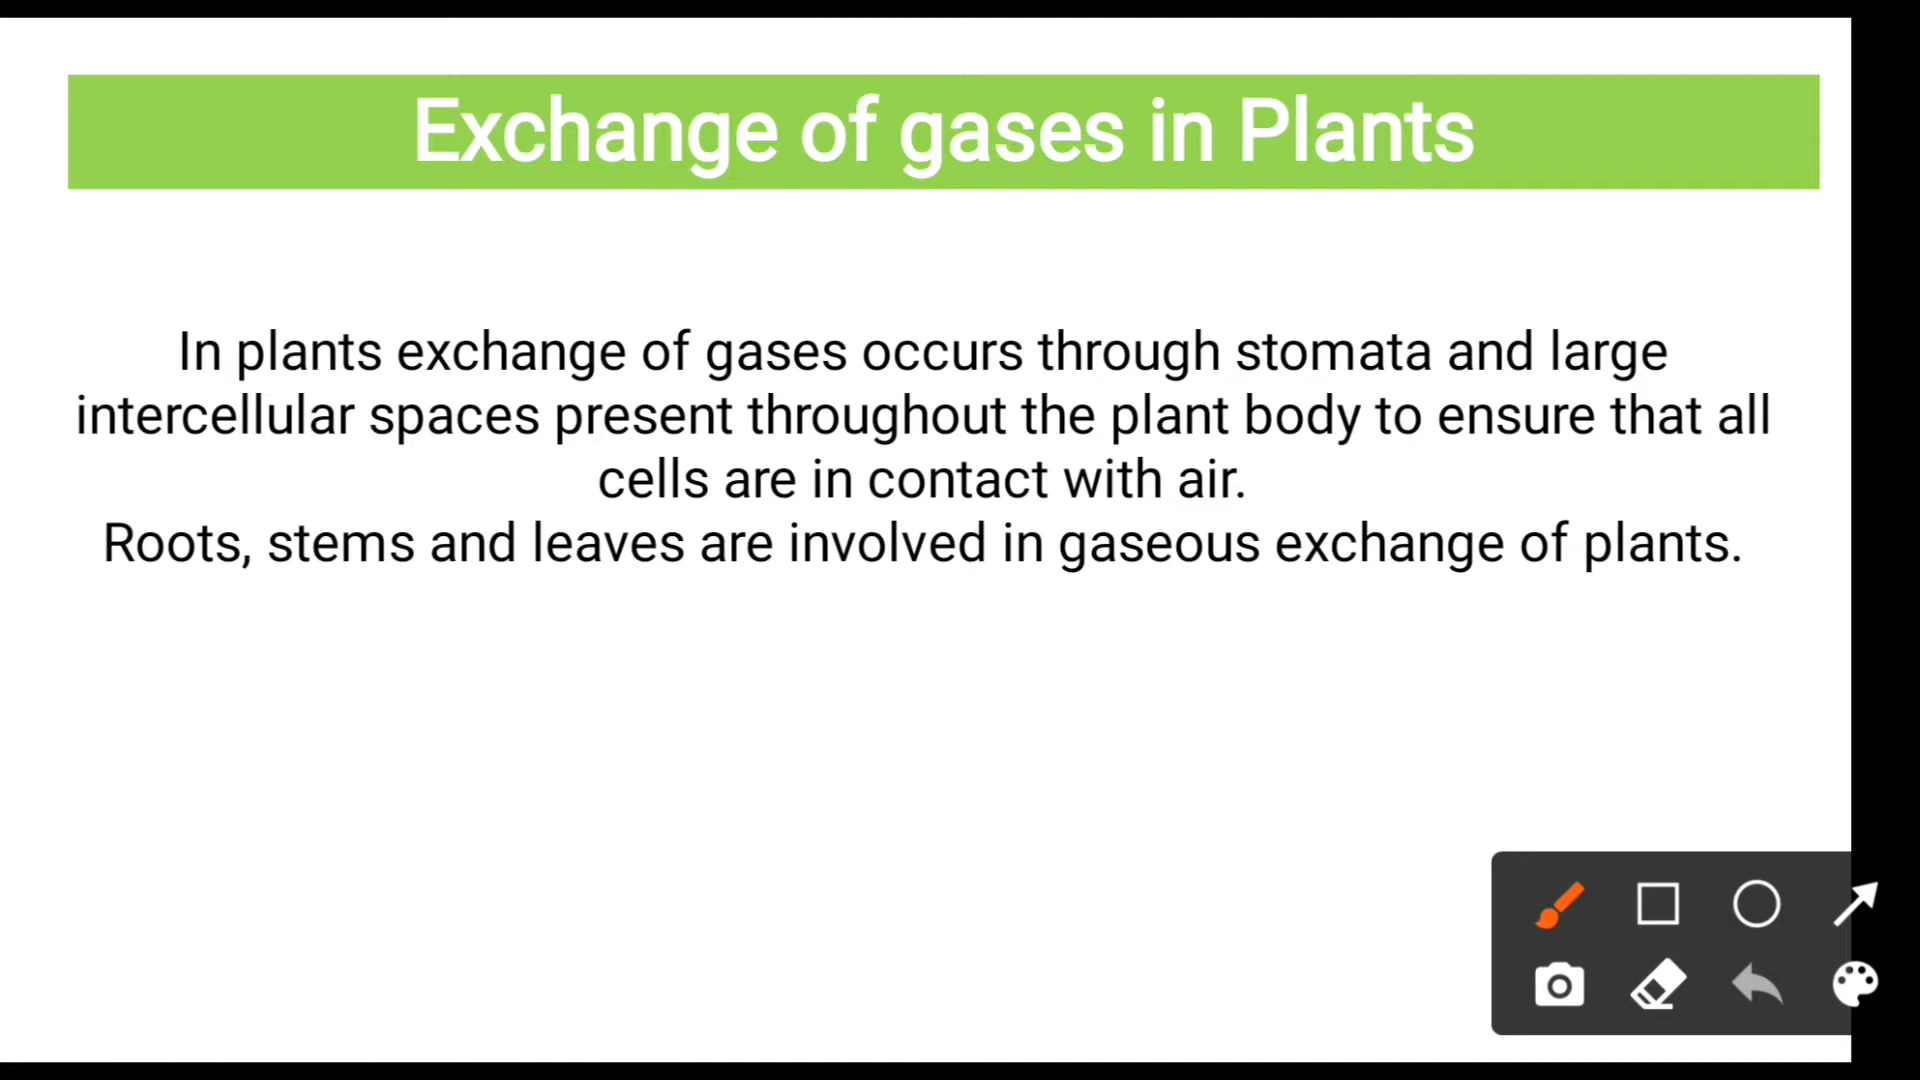 Exchange of gases in Plants
In plants exchange of gases occurs through stomata and large
intercellular spaces present throughout the plant body to ensure that all
cells are in contact with air.
Roots, stems and leaves are involved in gaseous exchange of plants.